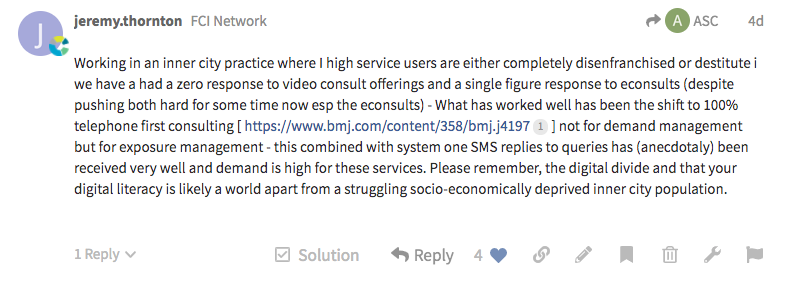 jeremy.thornton FCI Network A ASC 4d
J
Working in an inner city practice where I high service users are either completely disenfranchised or destitute i
we have a had a zero response to video consult offerings and a single figure response to econsults (despite
pushing both hard for some time now esp the econsults) - What has worked well has been the shift to 100%
telephone first consulting [ https://www.bmj.com/content/358/bmj.j4197 1 ] not for demand management
but for exposure management - this combined with system one SMS replies to queries has (anecdotaly) been
received very well and demand is high for these services. Please remember, the digital divide and that your
digital literacy is likely a world apart from a struggling socio-economically deprived inner city population.
1 Reply Solution Reply 4